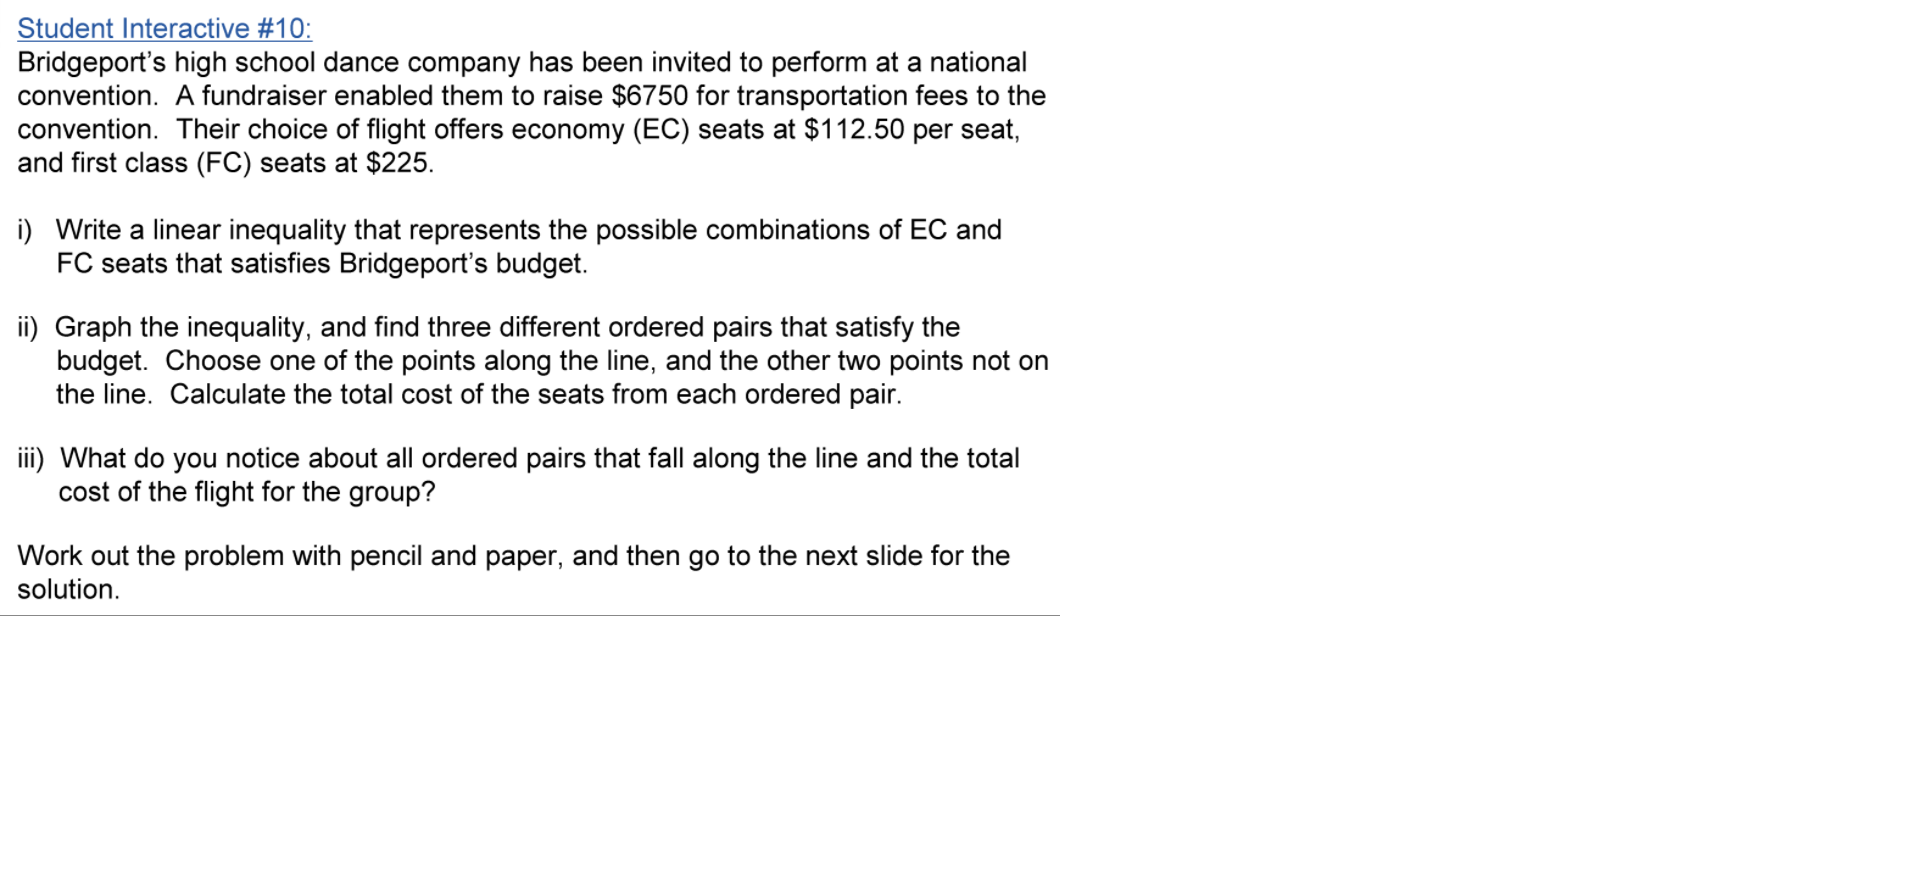 Student Interactive #10:
Bridgeport's high school dance company has been invited to perform at a national
convention.  A fundraiser enabled them to raise $6750 for transportation fees to the
convention.  Their choice of flight offers economy (EC) seats at $112.50 per seat,
and first class (FC) seats at $225.
i)   Write a linear inequality that represents the possible combinations of EC and
FC seats that satisfies Bridgeport's budget.
ii)  Graph the inequality, and find three different ordered pairs that satisfy the
budget.  Choose one of the points along the line, and the other two points not on
the line.  Calculate the total cost of the seats from each ordered pair.
iii)  What do you notice about all ordered pairs that fall along the line and the total
cost of the flight for the group?
Work out the problem with pencil and paper, and then go to the next slide for the
solution.